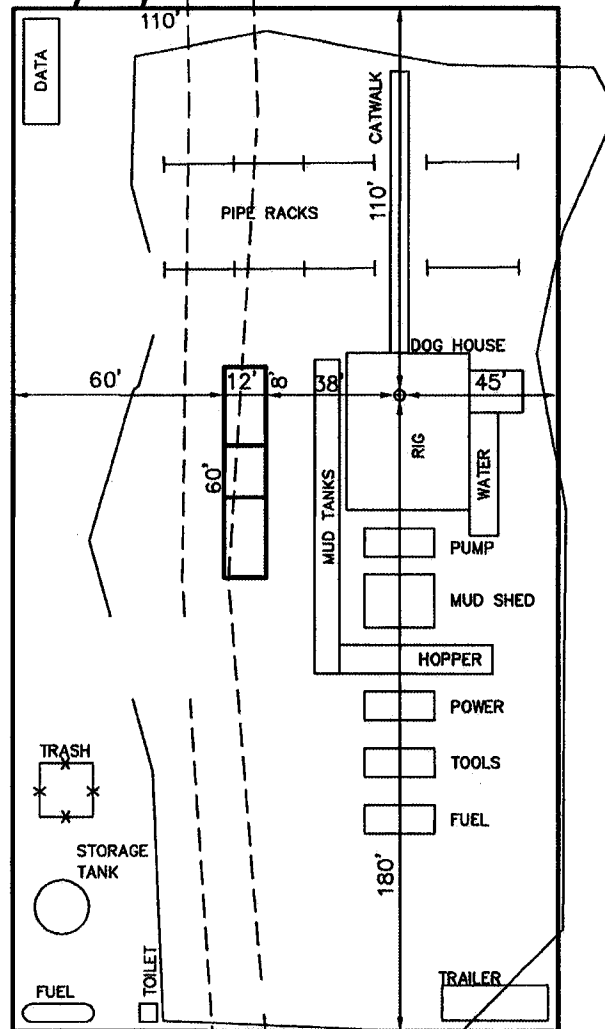 110'
DATA
CATWALK
110'
PIPE RACKS
DOG HOUSE
60'
12'
8'
38'
45'
60'
MUD TANKS
RIG
WATER
PUMP
MUD SHED
HOPPER
POWER
TOOLS
FUEL
TRASH
STORAGE
TANK
180'
TOILET
FUEL
TRAILER